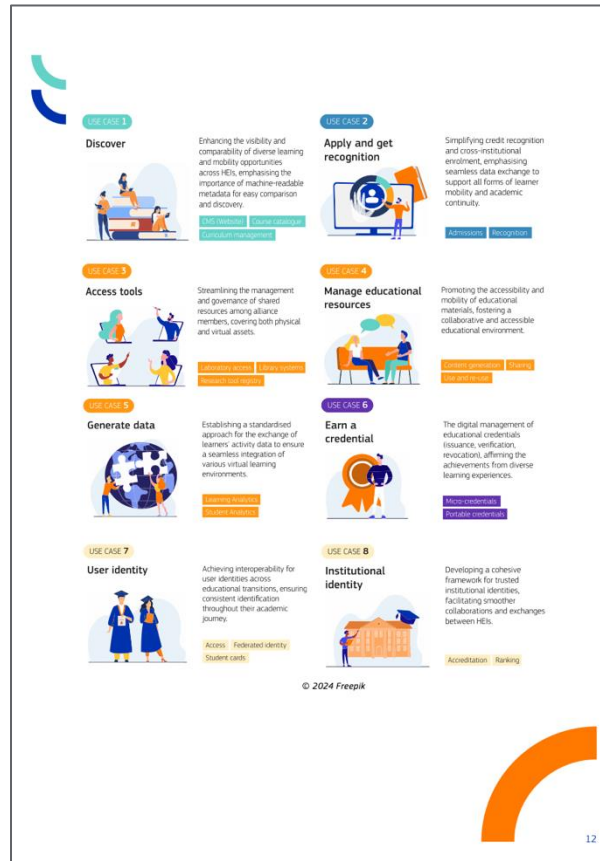 USE CASE 1
Discover
Enhancing the visibility and
comparability of diverse learning
and mobility opportunities
across HEIs, emphasising the
importance of machine-readable
metadata for easy comparison
and discovery.
CMS (Website) Course catalogue
Curriculum management
USE CASE 2
Apply and get
recognition
Simplifying credit recognition
and cross-institutional
enrolment, emphasising
seamless data exchange to
support all forms of learner
mobility and academic
continuity.
Admissions Recognition
USE CASE 3
Access tools
Streamlining the management
and governance of shared
resources among alliance
members, covering both physical
and virtual assets.
Laboratory access Library systems
Research tool registry
USE CASE 4
Manage educational
resources
Promoting the accessibility and
mobility of educational
materials, fostering a
collaborative and accessible
educational environment.
Content generation Sharing
Use and re-use
USE CASE 5
Generate data
Establishing a standardised
approach for the exchange of
learners' activity data to ensure
a seamless integration of
various virtual learning
environments.
Learning Analytics
Student Analytics
USE CASE 6
Earn a
credential
The digital management of
educational credentials
(issuance, verification,
revocation), affirming the
achievements from diverse
learning experiences.
Micro-credentials
Portable credentials
USE CASE 7
User identity
Achieving interoperability for
user identities across
educational transitions, ensuring
consistent identification
throughout their academic
journey.
Access Federated identity
Student cards
USE CASE 8
Institutional
identity
Developing a cohesive
framework for trusted
institutional identities,
facilitating smoother
collaborations and exchanges
between HEIs.
Accreditation Ranking
© 2024 Freepik
12